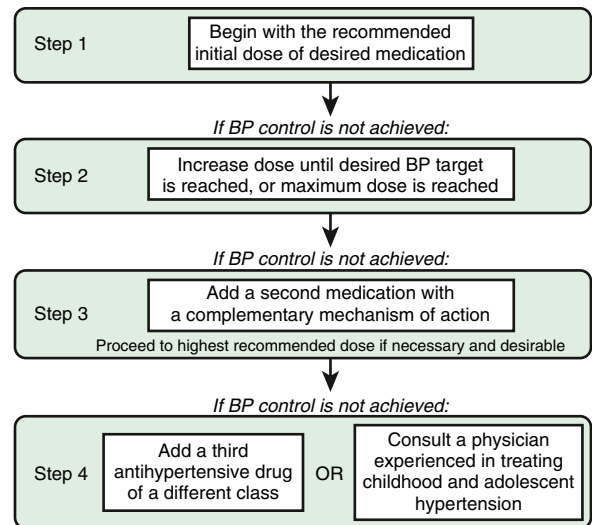 Step 1
Begin with the recommended
initial dose of desired medication
If BP control is not achieved:
Step 2
Increase dose until desired BP target
is reached, or maximum dose is reached
If BP control is not achieved:
Step 3
Add a second medication with
a complementary mechanism of action
Proceed to highest recommended dose if necessary and desirable
If BP control is not achieved:
Step 4
Add a third
antihypertensive drug
of a different class
OR
Consult a physician
experienced in treating
childhood and adolescent
hypertension